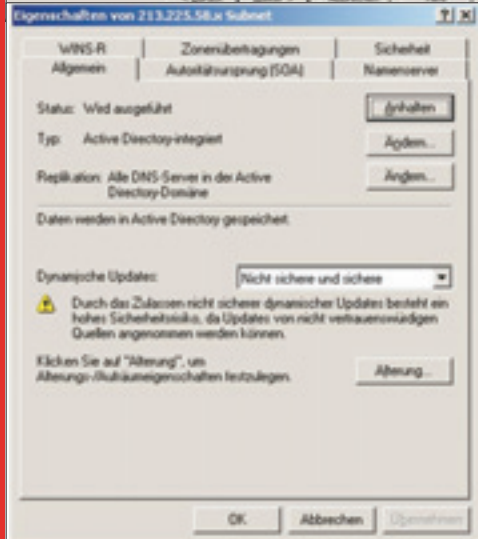 Eigenschaften von 213.225.58.x Subnet
WINS-R
Zonenübertragungen
Sicherheit
Allgemein
Autoritätsursprung (SOA)
Namenserver
Status: Wird ausgeführt
Anhalten
Typ: Active Directory-integriert
Ändern...
Replikation: Alle DNS-Server in der Active
Directory-Domäne
Ändern...
Daten werden in Active Directory gespeichert.
Dynamische Updates:
Nicht sichere und sichere
Durch das Zulassen nicht sicherer dynamischer Updates besteht ein
hohes Sicherheitsrisiko, da Updates von nicht vertrauenswürdigen
Quellen angenommen werden können.
Klicken Sie auf "Alterung", um
Alterungs-/Aufräumeigenschaften festzulegen.
Alterung...
OK
Abbrechen
Übernehmen